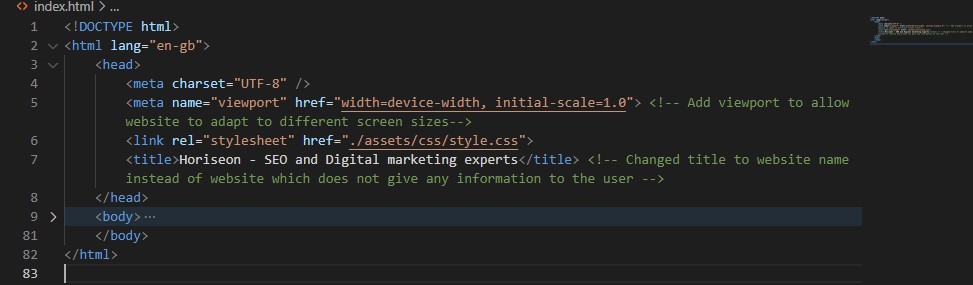 index.html > ...
1 <!DOCTYPE html>
2 <html lang="en-gb">
3 <head>
4 <meta charset="UTF-8" />
5 <meta name="viewport" href="width=device-width, initial-scale=1.0"> <!-- Add viewport to allow
website to adapt to different screen sizes-->
6 <link rel="stylesheet" href="./assets/css/style.css">
7 <title>Horiseon - SEO and Digital marketing experts</title> <!-- Changed title to website name
instead of website which does not give any information to the user -->
8 </head>
9 <body>...
81 </body>
82 </html>
83